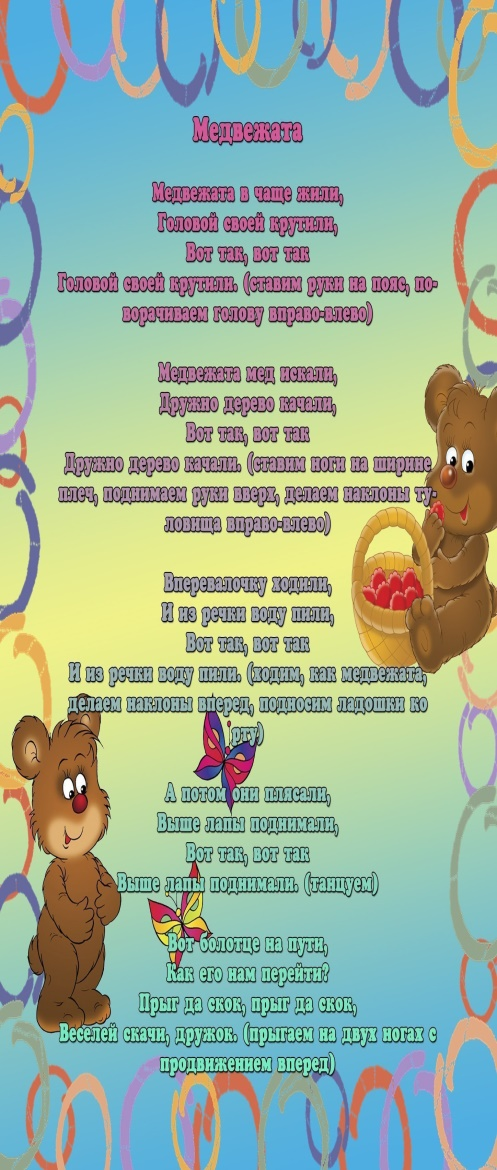 Медвежата
Медвежата в чаще жили,
Головой своей крутили,
Вот так, вот так
Головой своей крутили. (ставим руки на пояс, по-
ворачиваем голову вправо-влево)
Медвежата мед искали,
Дружно дерево качали,
Вот так, вот так
Дружно дерево качали. (ставим ноги на ширине
плеч, поднимаем руки вверх, делаем наклоны ту-
ловища вправо-влево)
Вперевалочку ходили,
И из речки воду пили,
Вот так, вот так
И из речки воду пили. (ходим, как медвежата,
делаем наклоны вперед, подносим ладошки ко
рту)
А потом они плясали,
Выше лапы поднимали,
Вот так, вот так
Выше лапы поднимали. (танцуем)
Вот болотце на пути,
Как его нам перейти?
Прыг да скок, прыг да скок,
Веселей скачи, дружок. (прыгаем на двух ногах с
продвижением вперед)